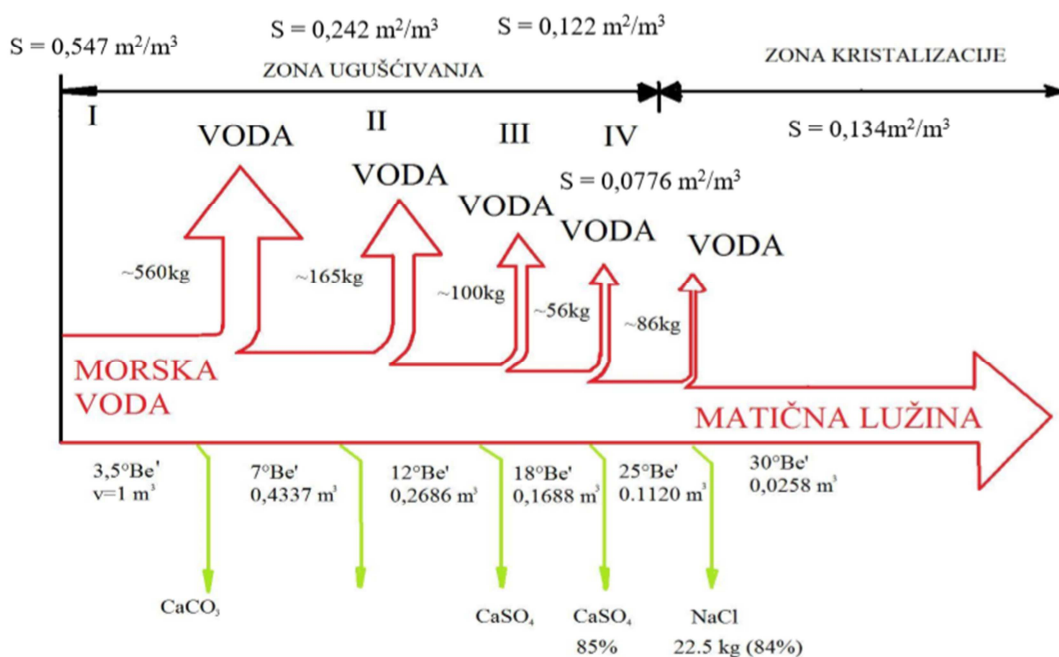 S = 0,547 m²/m³
S = 0,242 m²/m³
S = 0,122 m²/m³
ZONA UGUŠĆIVANJA
ZONA KRISTALIZACIJE
I
II
III
IV
S = 0,134m²/m³
VODA
VODA
S = 0,0776 m²/m³
VODA
VODA
VODA
~560kg
~165kg
~100kg
~56kg
~86kg
MORSKA
VODA
MATIČNA LUŽINA
3,5°Be'
v=1 m³
7°Be'
0,4337 m³
12°Be'
0,2686 m³
18°Be'
0,1688 m³
25°Be'
0.1120 m³
30°Be'
0,0258 m³
CaCO₃
CaSO₄
CaSO₄
85%
NaCl
22.5 kg (84%)